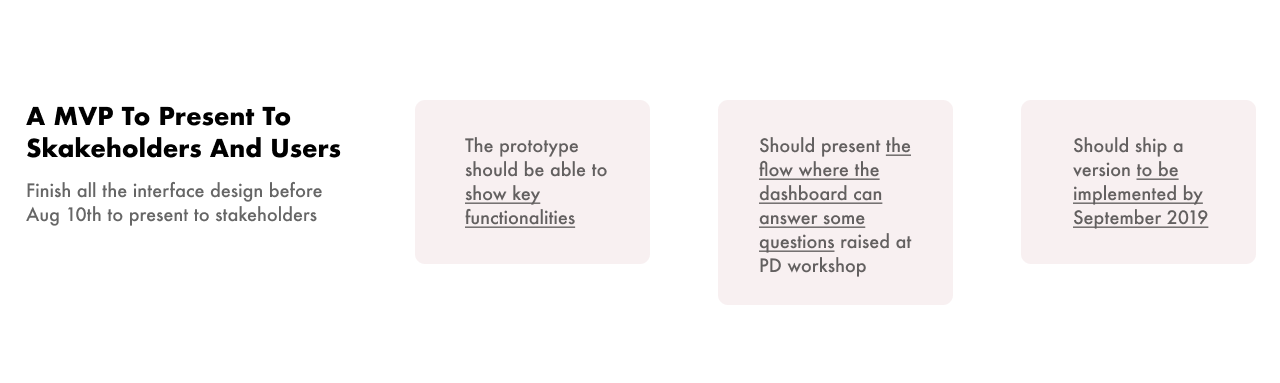 A MVP To Present To
Skakeholders And Users
Finish all the interface design before
Aug 10th to present to stakeholders
The prototype
should be able to
show key
functionalities
Should present the
flow where the
dashboard can
answer some
questions raised at
PD workshop
Should ship a
version to be
implemented by
September 2019